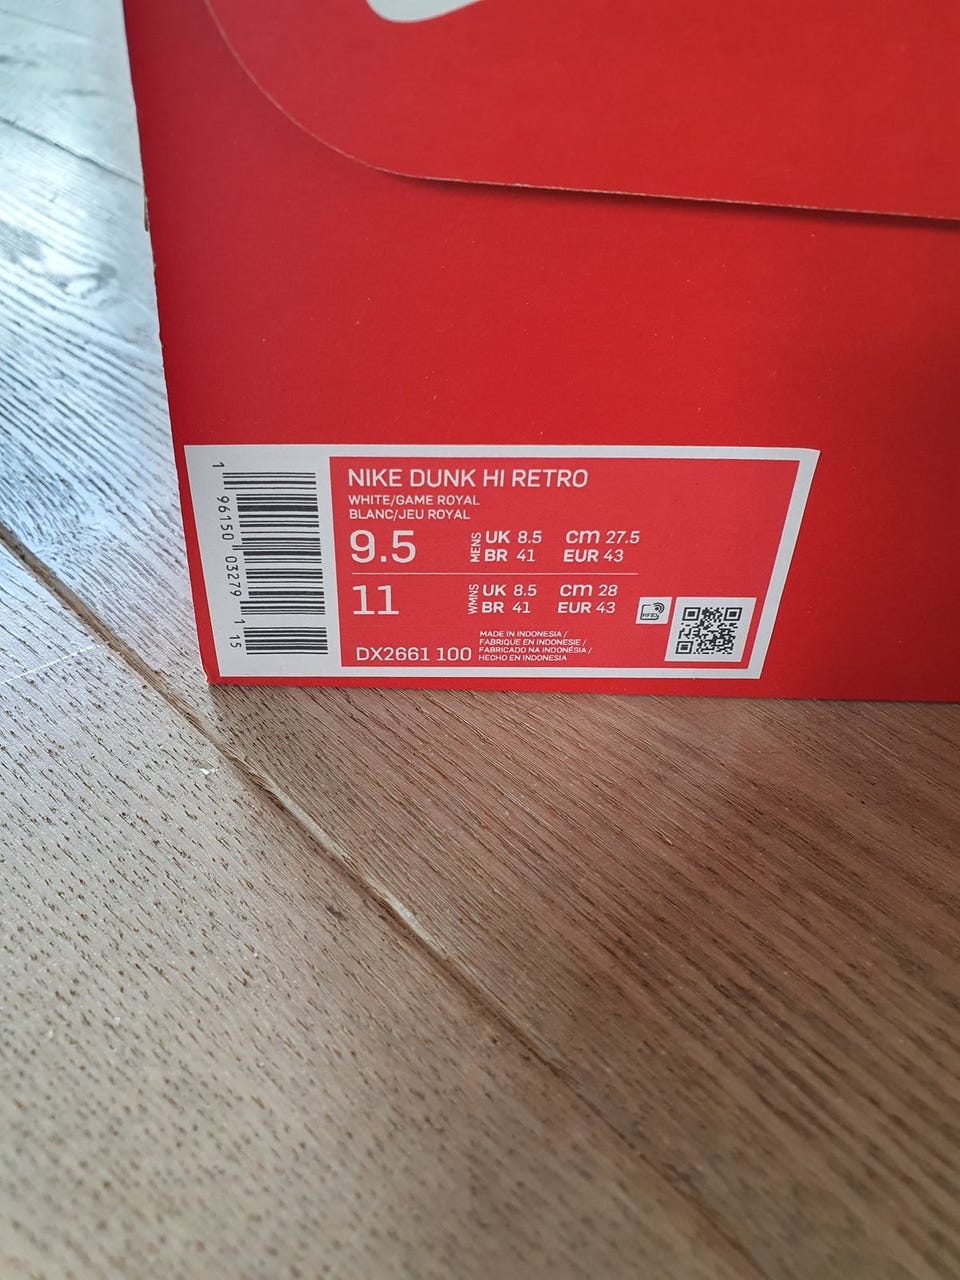 NIKE DUNK HI RETRO
WHITE/GAME ROYAL
BLANC/JEU ROYAL
9.5 MENS UK 8.5 cm 27.5
BR 41 EUR 43
11 WMNS UK 8.5 cm 28
BR 41 EUR 43
RFID
DX2661 100
MADE IN INDONESIA /
FABRIQUE EN INDONESIE /
FABRICADO NA INDONÉSIA /
HECHO EN INDONESIA
1 96150 03279 1 15